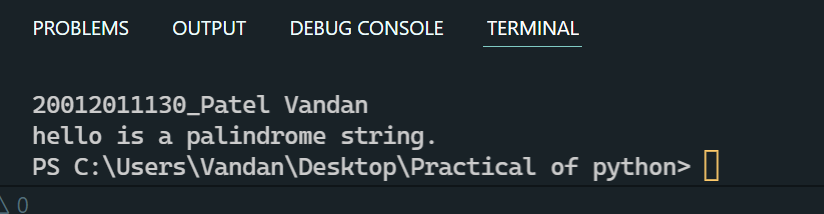 PROBLEMS OUTPUT DEBUG CONSOLE TERMINAL
20012011130_Patel Vandan
hello is a palindrome string.
PS C:\Users\Vandan\Desktop\Practical of python>
0